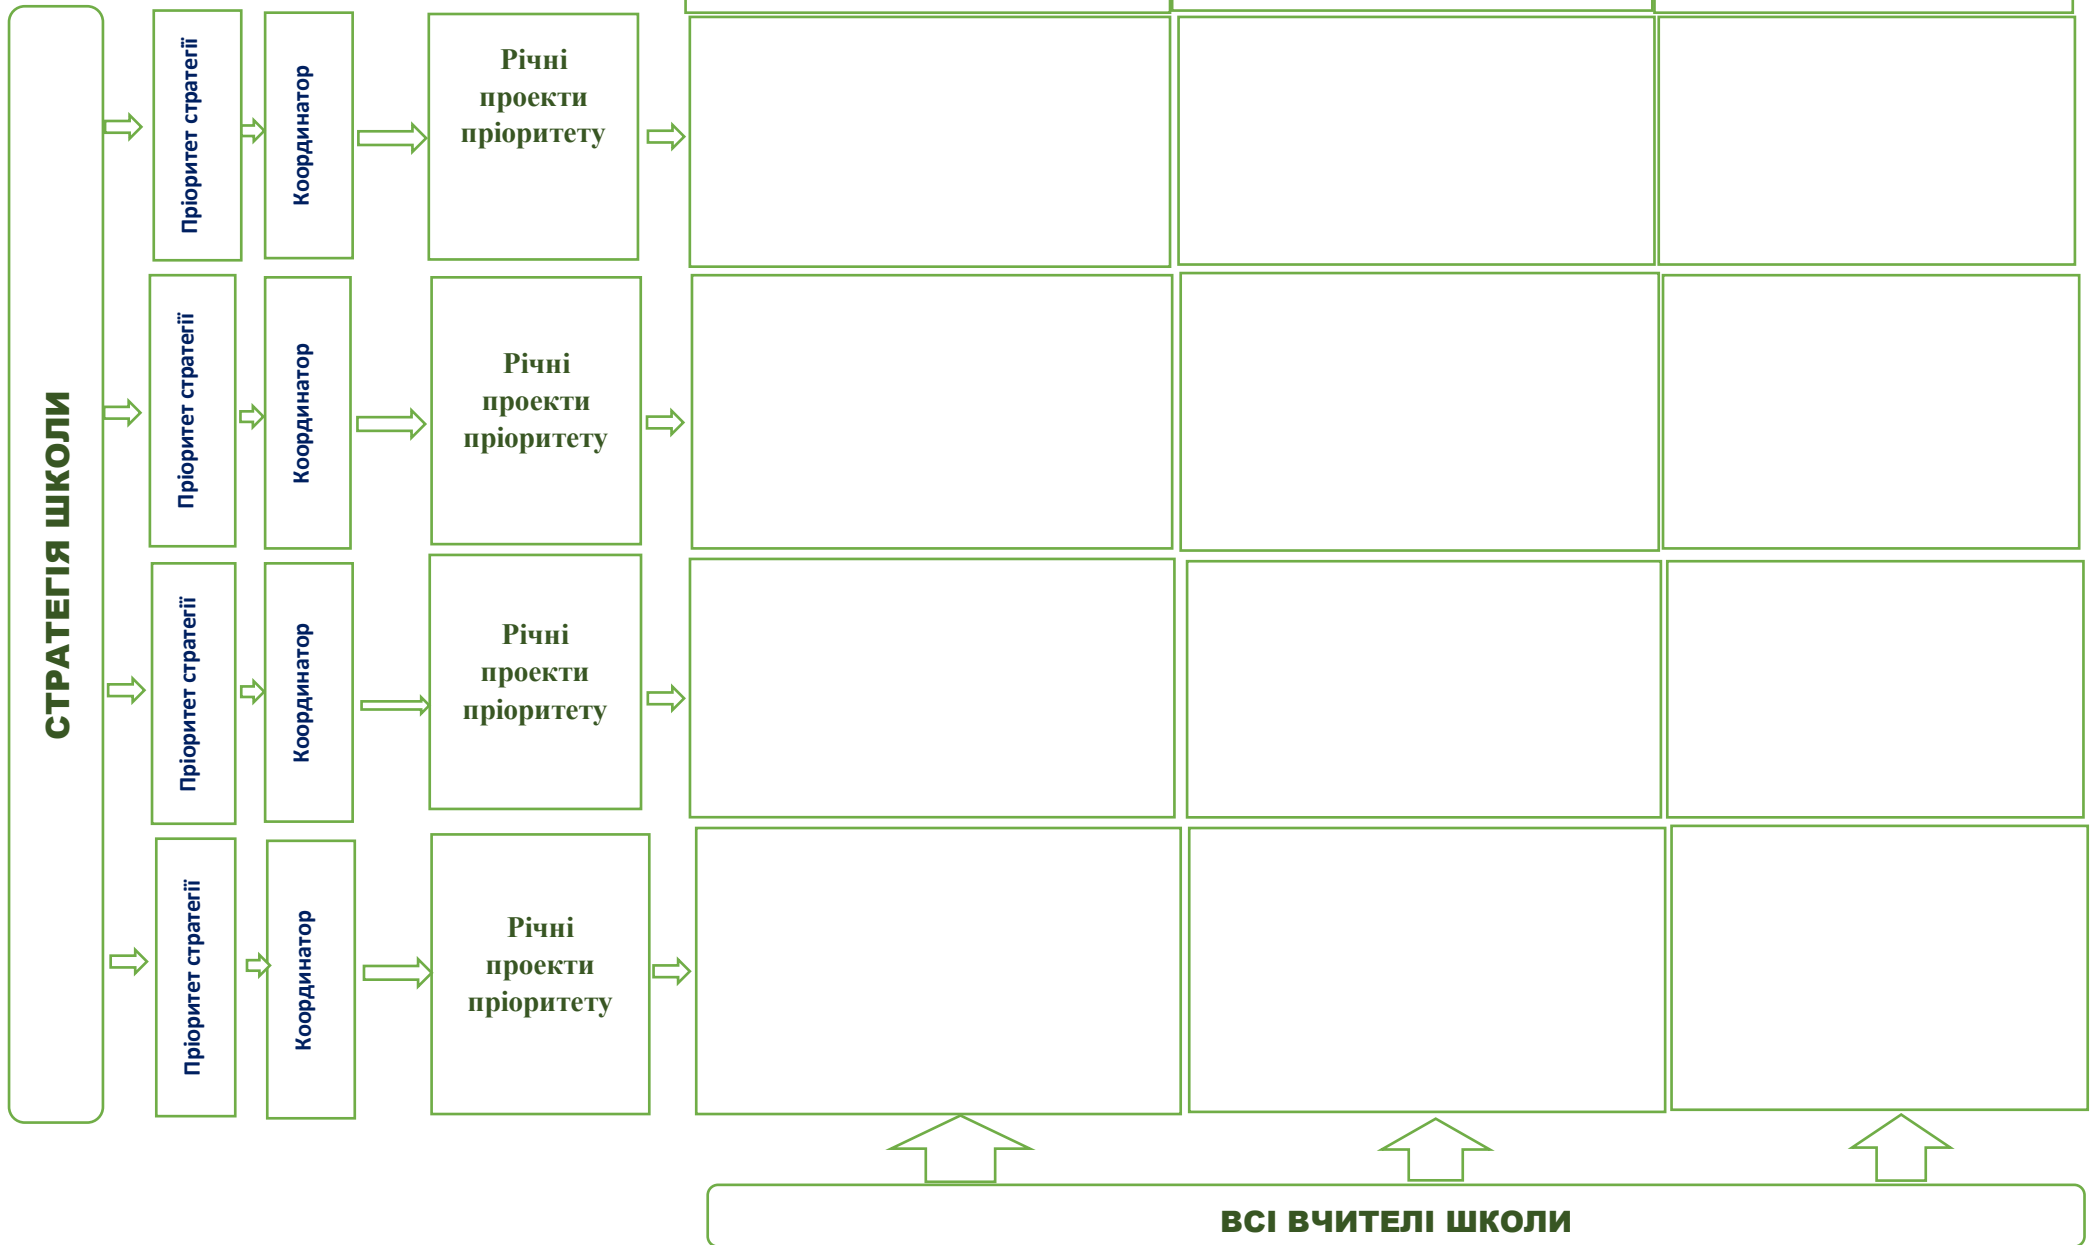 СТРАТЕГІЯ ШКОЛИ
Пріоритет стратегії
Координатор
Річні
проекти
пріоритету
Пріоритет стратегії
Координатор
Річні
проекти
пріоритету
Пріоритет стратегії
Координатор
Річні
проекти
пріоритету
Пріоритет стратегії
Координатор
Річні
проекти
пріоритету
ВСІ ВЧИТЕЛІ ШКОЛИ